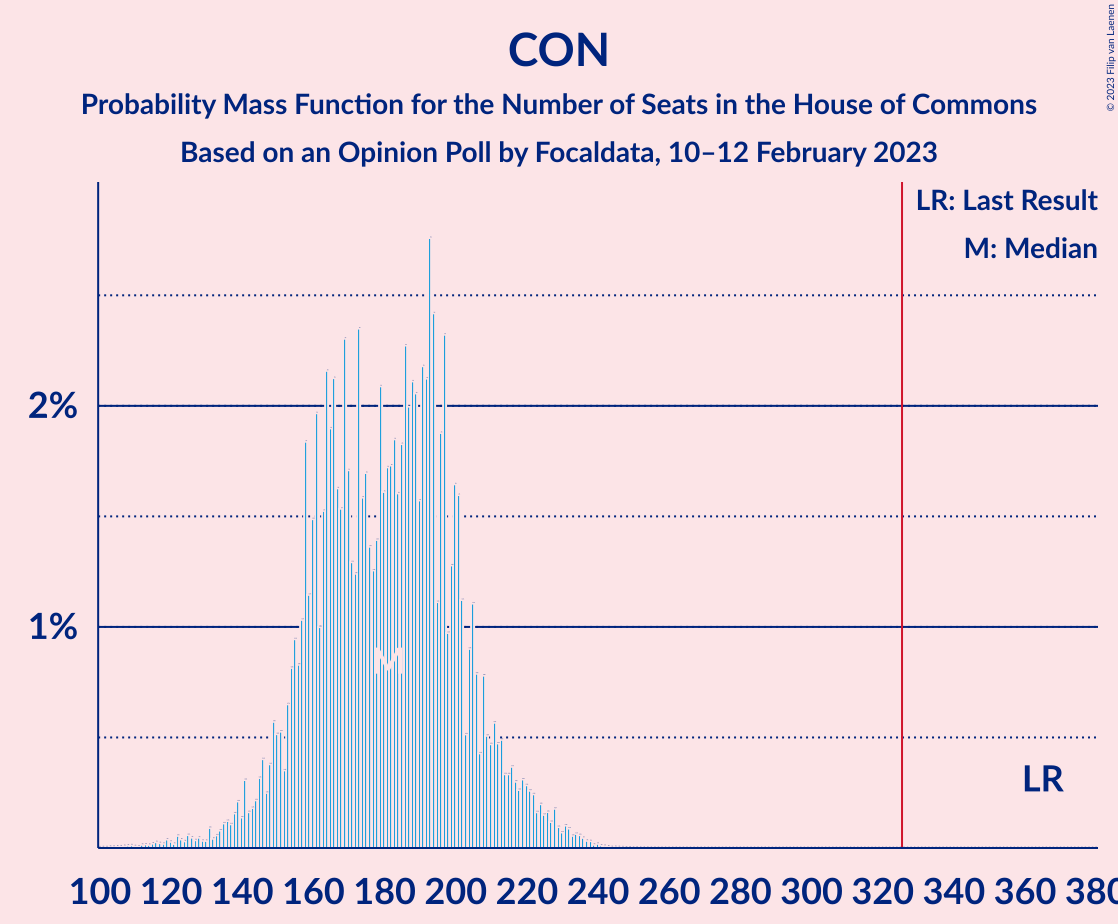 CON
Probability Mass Function for the Number of Seats in the House of Commons
Based on an Opinion Poll by Focaldata, 10–12 February 2023
© 2023 Filip van Laenen
LR: Last Result
M: Median
2%
1%
M
LR
100 120 140 160 180 200 220 240 260 280 300 320 340 360 380